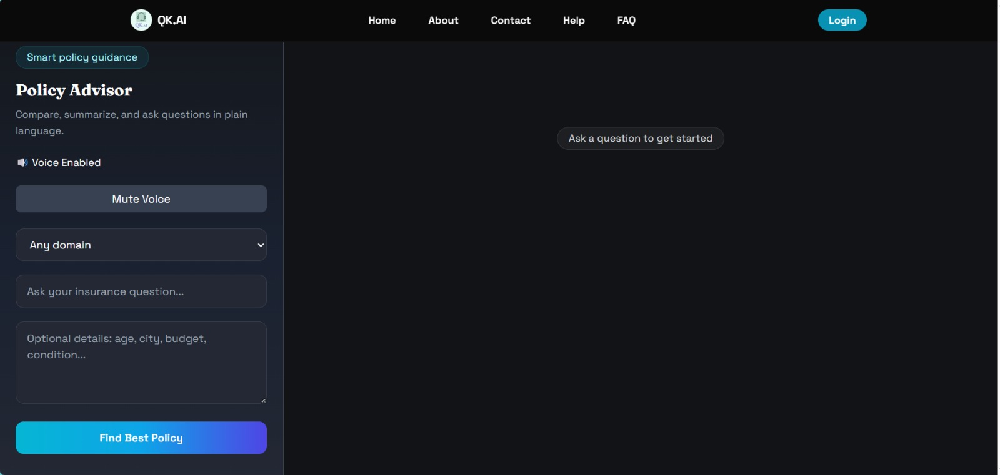 QK.AI
QK.AI
Home
About
Contact
Help
FAQ
Login
Smart policy guidance
Policy Advisor
Compare, summarize, and ask questions in plain
language.
Voice Enabled
Mute Voice
Any domain
Ask your insurance question...
Optional details: age, city, budget,
condition...
Find Best Policy
Ask a question to get started